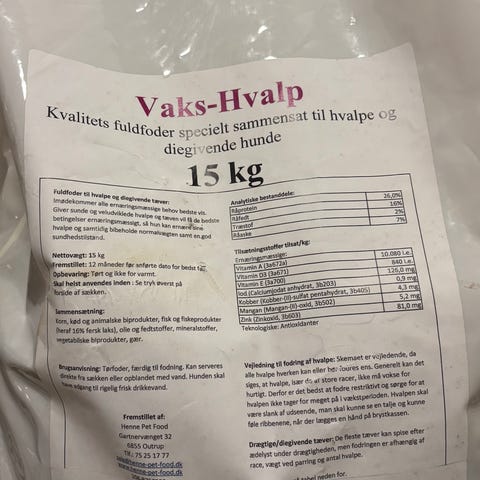 Vaks-Hvalp
Kvalitets fuldfoder specielt sammensat til hvalpe og
diegivende hunde
15 kg
Fuldfoder til hvalpe og diegivende tæver:
Imødekommer alle ernæringsmæssige behov bedste vis.
Giver sunde og veludviklede hvalpe og tæven vil få de bedste
betingelser ernæringsmæssigt, så hun kan ernære sine
hvalpe og samtidig bibeholde normalvægten samt en god
sundhedstilstand.
Nettovægt: 15 kg
Fremstillet: 12 måneder før anførte dato for bedst før.
Opbevaring: Tørt og ikke for varmt.
Skal helst anvendes inden: Se tryk øverst på
forside af sækken.
Sammensætning:
Korn, kød og animalske biprodukter, fisk og fiskeprodukter
(heraf 16% fersk laks), olie og fedtstoffer, mineralstoffer,
vegetabilske biprodukter, gær.
Brugsanvisning: Tørfoder, færdig til fodring. Kan serveres
direkte fra sækken eller opblandet med vand. Hunden skal
have adgang til rigelig frisk drikkevand.
Fremstillet af:
Henne Pet Food
Gartnervænget 32
6855 Outrup
Tlf.: 75 25 17 77
www.henne-pet-food.dk
Analytiske bestanddele:
Råprotein 26,0%
Råfedt 16%
Træstof 2%
Råaske 7%
Tilsætningsstoffer tilsat/kg:
Ernæringsmæssige:
Vitamin A (3a672a) 10.080 i.e.
Vitamin D3 (3a671) 840 i.e.
Vitamin E (3a700) 126,0 mg
Jod (Calciumjodat anhydrat, 3b203) 0,9 mg
Kobber (Kobber-(II)-sulfat pentahydrat, 3b405) 4,3 mg
Mangan (Mangan-(II)-oxid, 3b502) 5,2 mg
Zink (Zinkoxid, 3b603) 81,0 mg
Teknologiske: Antioxidanter
Vejledning til fodring af hvalpe: Skemaet er vejledende, da
alle hvalpe hverken kan eller bør fodres ens. Generelt kan det
siges, at hvalpe, især de af store racer, ikke må vokse for
hurtigt. Derfor er det bedst at fodre restriktivt og sørge for at
hvalpen ikke tager for meget på i vækstperioden. Hvalpen skal
være slank af udseende, man skal kunne se en talje og kunne
føle ribbenene, når der lægges en hånd på brystkassen.
Drægtige/diegivende tæver: De fleste tæver kan spise efter
ædelyst under drægtigheden, men fodringen er afhængig af
race, vægt ved parring og antal hvalpe.
tabel neden for.